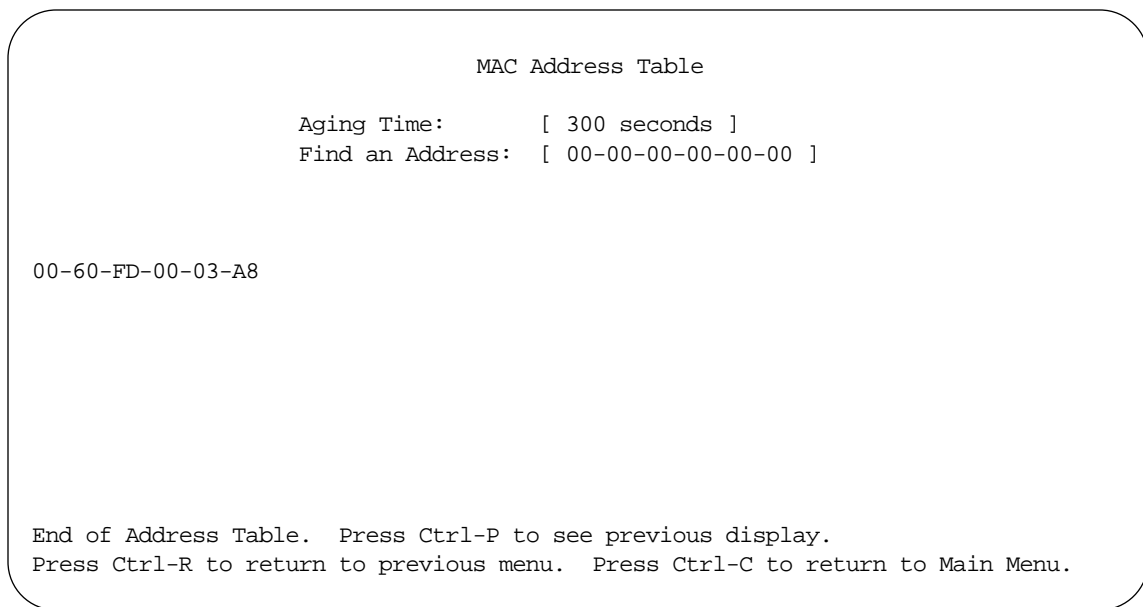 MAC Address Table
Aging Time: [ 300 seconds ]
Find an Address: [ 00-00-00-00-00-00 ]
00-60-FD-00-03-A8
End of Address Table. Press Ctrl-P to see previous display.
Press Ctrl-R to return to previous menu. Press Ctrl-C to return to Main Menu.